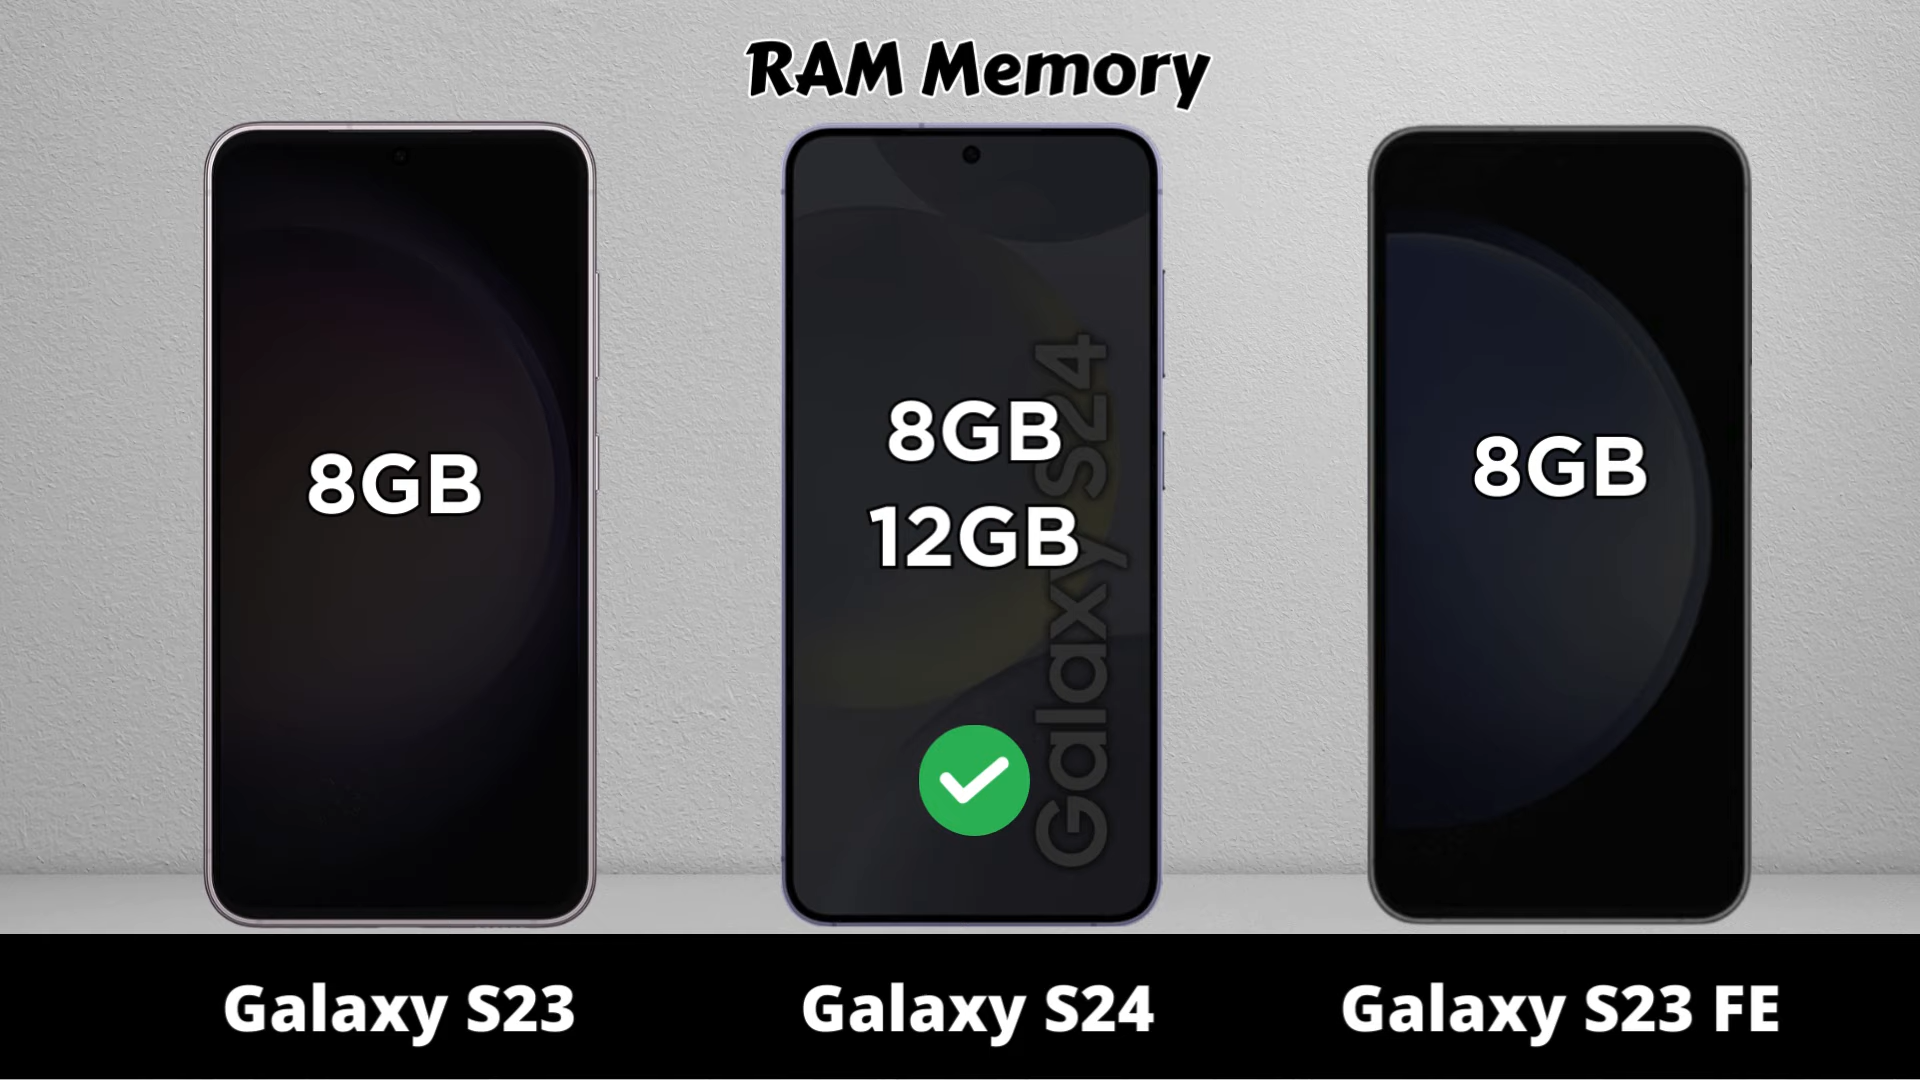 RAM Memory
8GB
8GB
12GB
Galaxy S24
8GB
Galaxy S23
Galaxy S24
Galaxy S23 FE